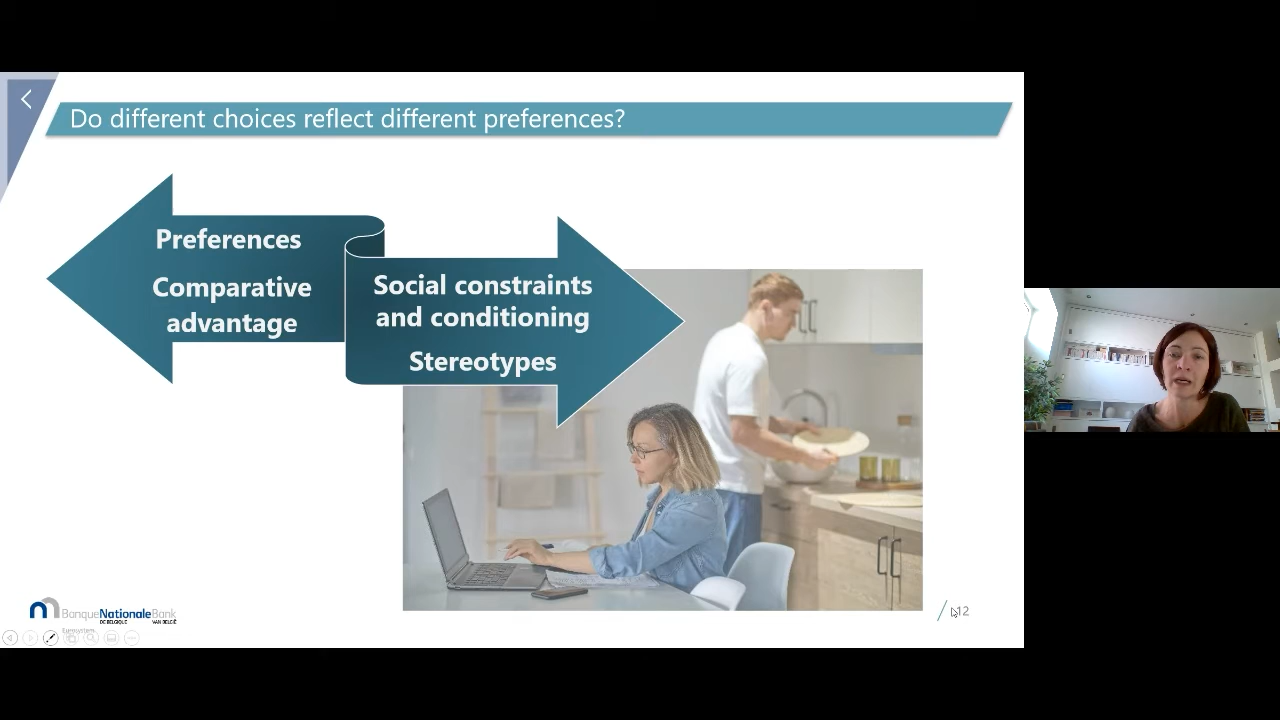 Do different choices reflect different preferences?
Preferences
Comparative
advantage
Social constraints
and conditioning
Stereotypes
BanqueNationaleBank
DE BELGIQUE VAN BELGIË
Eurosystem
12